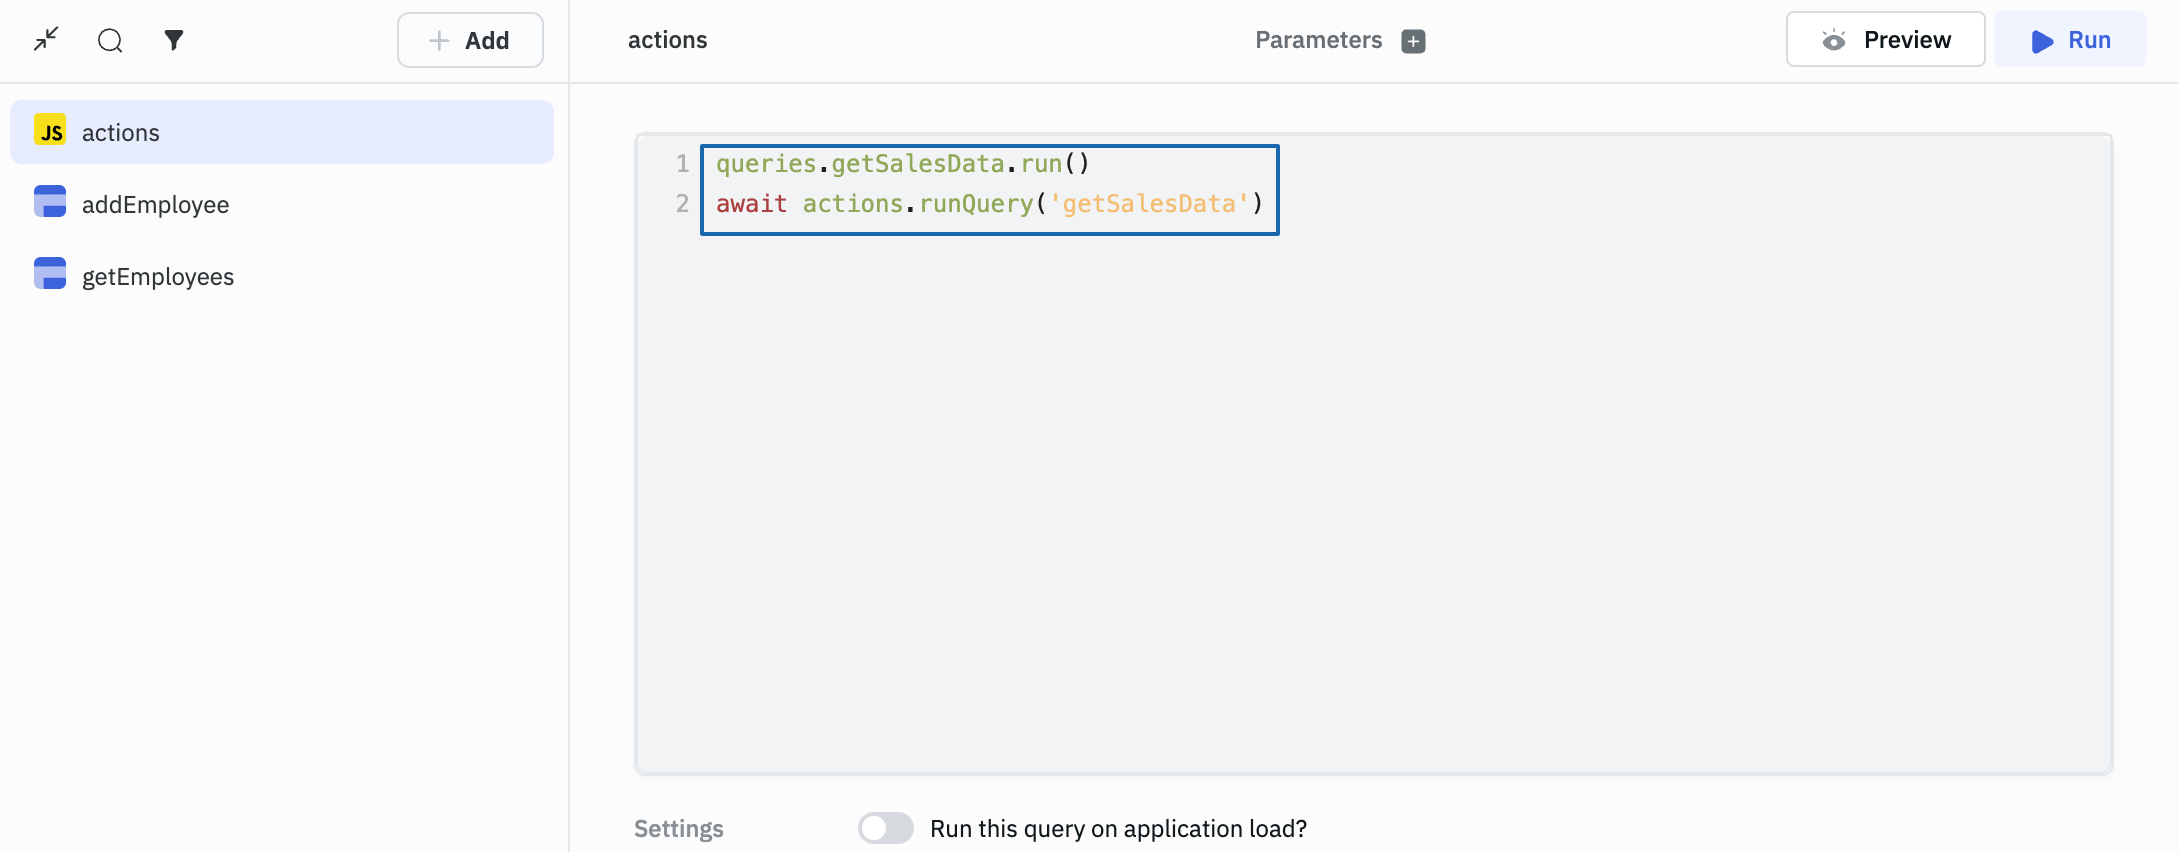 Add
actions
Parameters
Preview
Run
JS actions
addEmployee
getEmployees
1 queries.getSalesData.run()
2 await actions.runQuery('getSalesData')
Settings
Run this query on application load?